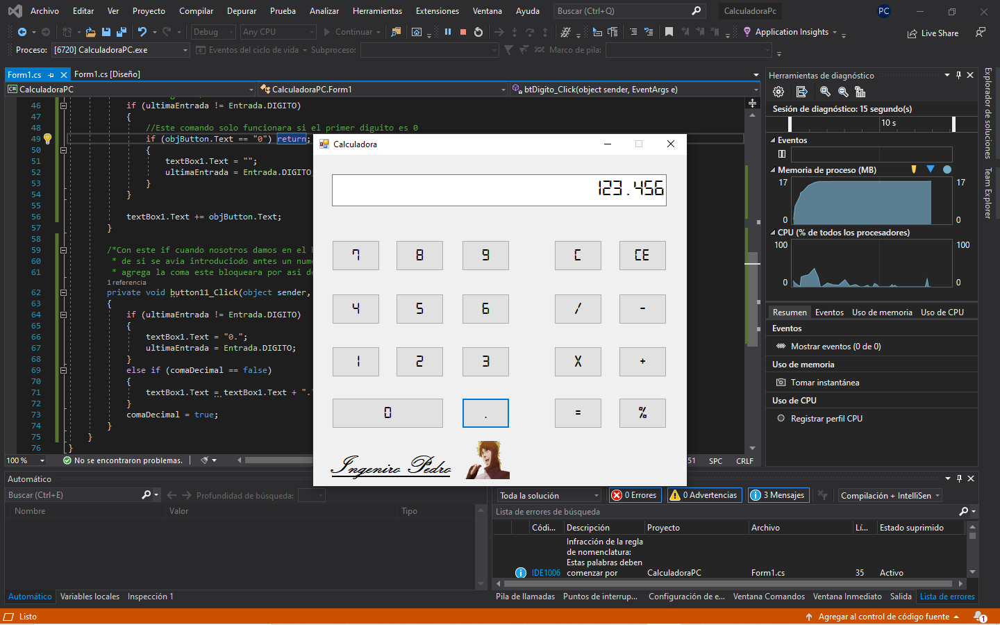 Archivo Editar Ver Proyecto Compilar Depurar Prueba Analizar Herramientas Extensiones Ventana Ayuda Buscar (Ctrl+Q) CalculadoraPc PC
Debug Any CPU Continuar Application Insights Live Share
Proceso: [6720] CalculadoraPC.exe Eventos del ciclo de vida Subproceso: Marco de pila:
Form1.cs Form1.cs [Diseño]
C# CalculadoraPC CalculadoraPC.Form1 btDigito_Click(object sender, EventArgs e)
46 if (ultimaEntrada != Entrada.DIGITO)
47 {
48 //Este comando solo funcionara si el primer diguito es 0
49 if (objButton.Text == "0") return;
50 {
51 textBox1.Text = "";
52 ultimaEntrada = Entrada.DIGITO
53 }
54 }
55
56 textBox1.Text += objButton.Text;
57 }
58
59 /*Con este if cuando nosotros damos en el
60 * de si se avia introduciodo antes un nume
61 * agrega la coma este bloqueara por asi de
1 referencia
62 private void button11_Click(object sender,
63 {
64 if (ultimaEntrada != Entrada.DIGITO)
65 {
66 textBox1.Text = "0.";
67 ultimaEntrada = Entrada.DIGITO;
68 }
69 else if (comaDecimal == false)
70 {
71 textBox1.Text = textBox1.Text + "."
72 }
73 comaDecimal = true;
74 }
75 }
76 }
100 % No se encontraron problemas. 51 SPC CRLF
Calculadora
123.456
7 8 9 C CE
4 5 6 / -
1 2 3 X +
0 . = %
Ingeniro Pedro
Herramientas de diagnóstico
Sesión de diagnóstico: 15 segundo(s)
10 s
Eventos
Memoria de proceso (MB)
17 17
0 0
CPU (% de todos los procesadores)
100 100
0 0
Resumen Eventos Uso de memoria Uso de CPU
Eventos
Mostrar eventos (0 de 0)
Uso de memoria
Tomar instantánea
Uso de CPU
Registrar perfil CPU
Explorador de soluciones
Team Explorer
Automático
Buscar (Ctrl+E) Profundidad de búsqueda:
Nombre Valor Tipo
Automático Variables locales Inspección 1
Toda la solución 0 Errores 0 Advertencias 3 Mensajes Compilación + IntelliSen
Lista de errores de búsqueda
Códi... Descripción Proyecto Archivo Lí... Estado suprimido
Infracción de la regla
de nomenclatura:
Estas palabras deben
IDE1006 comenzar por CalculadoraPC Form1.cs 35 Activo
Pila de llamadas Puntos de interrup... Configuración de e... Ventana Comandos Ventana Inmediato Salida Lista de errores
Listo Agregar al control de código fuente 1